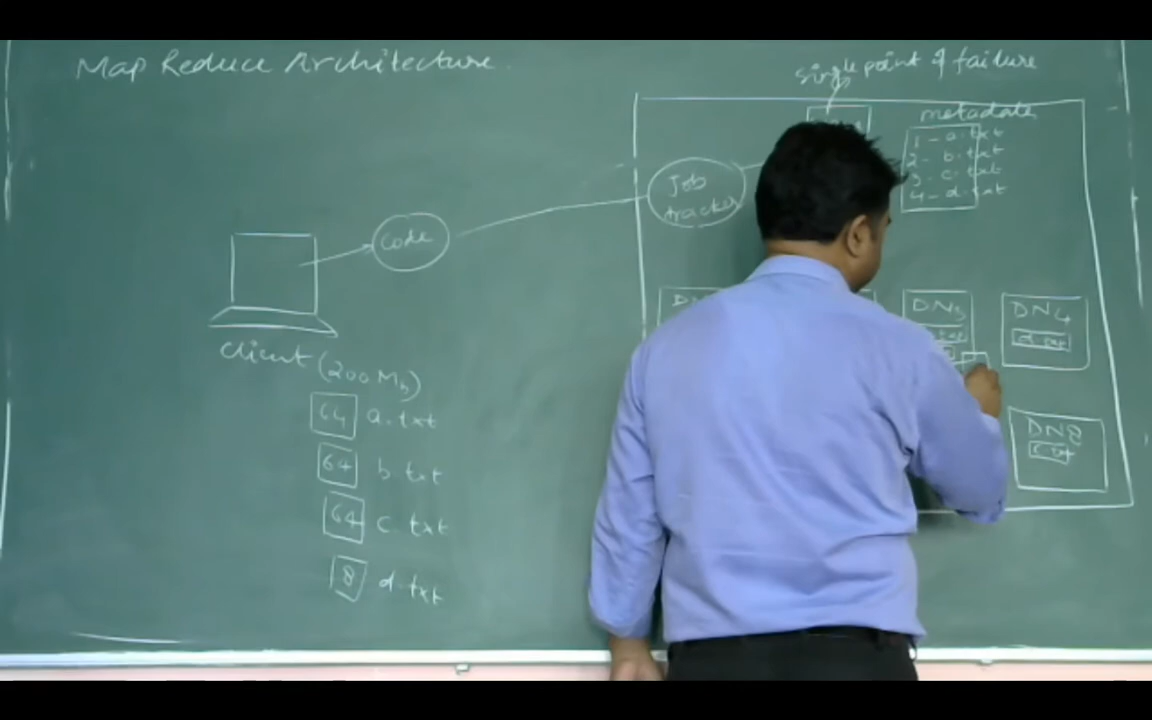 Map Reduce Architecture.
single point of failure
metadata
1 - a.txt
2 - b.txt
3 - c.txt
4 - d.txt
Job
tracker
Code
DN3
DN4
d.txt
client (200 Mb)
64 a.txt
64 b.txt
64 c.txt
8 d.txt
DN8